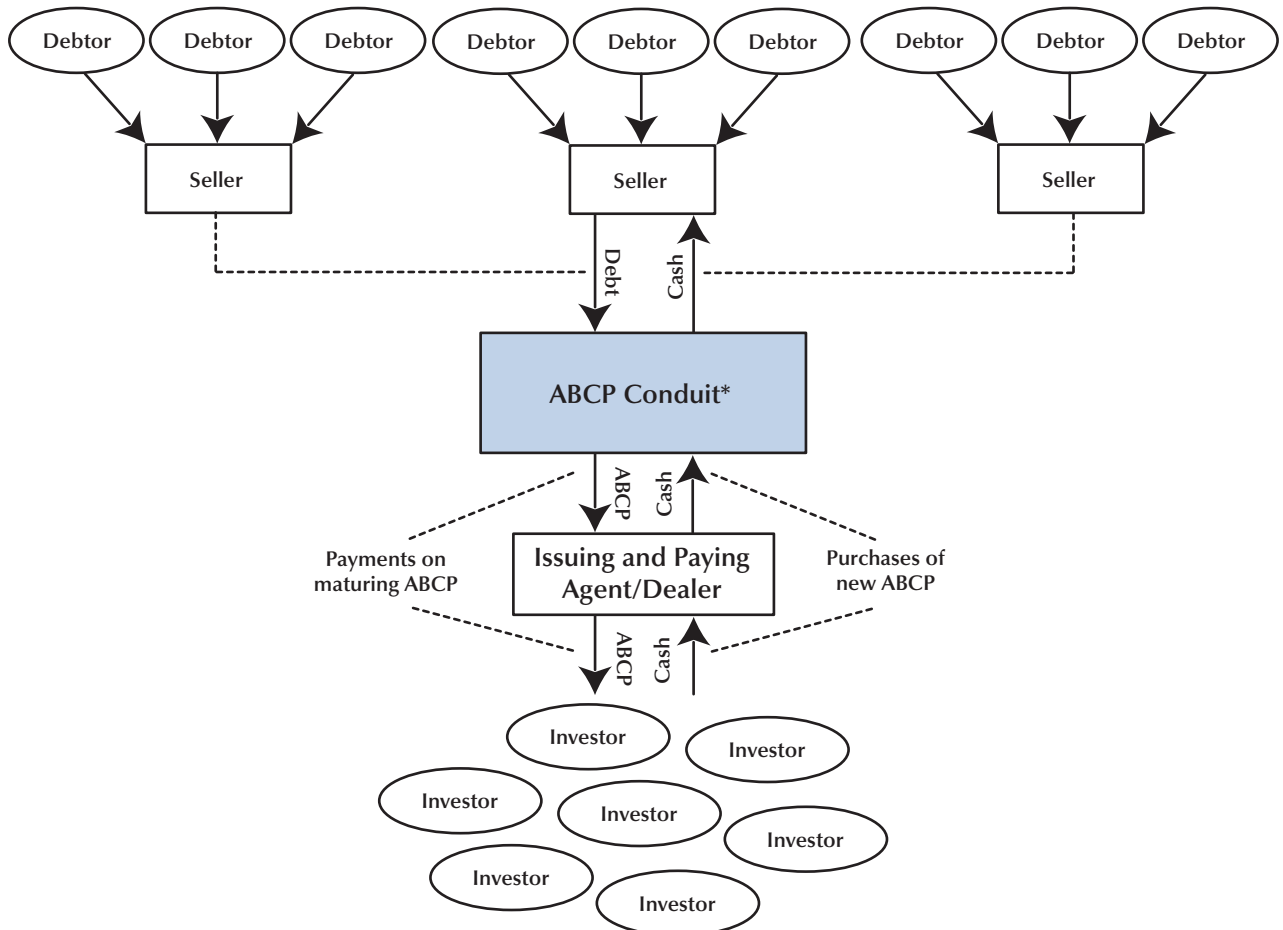 Debtor
Debtor
Debtor
Debtor
Debtor
Debtor
Debtor
Debtor
Debtor
Seller
Seller
Seller
Debt
Cash
ABCP Conduit*
ABCP
Cash
Payments on
maturing ABCP
Issuing and Paying
Agent/Dealer
Purchases of
new ABCP
ABCP
Cash
Investor
Investor
Investor
Investor
Investor
Investor
Investor